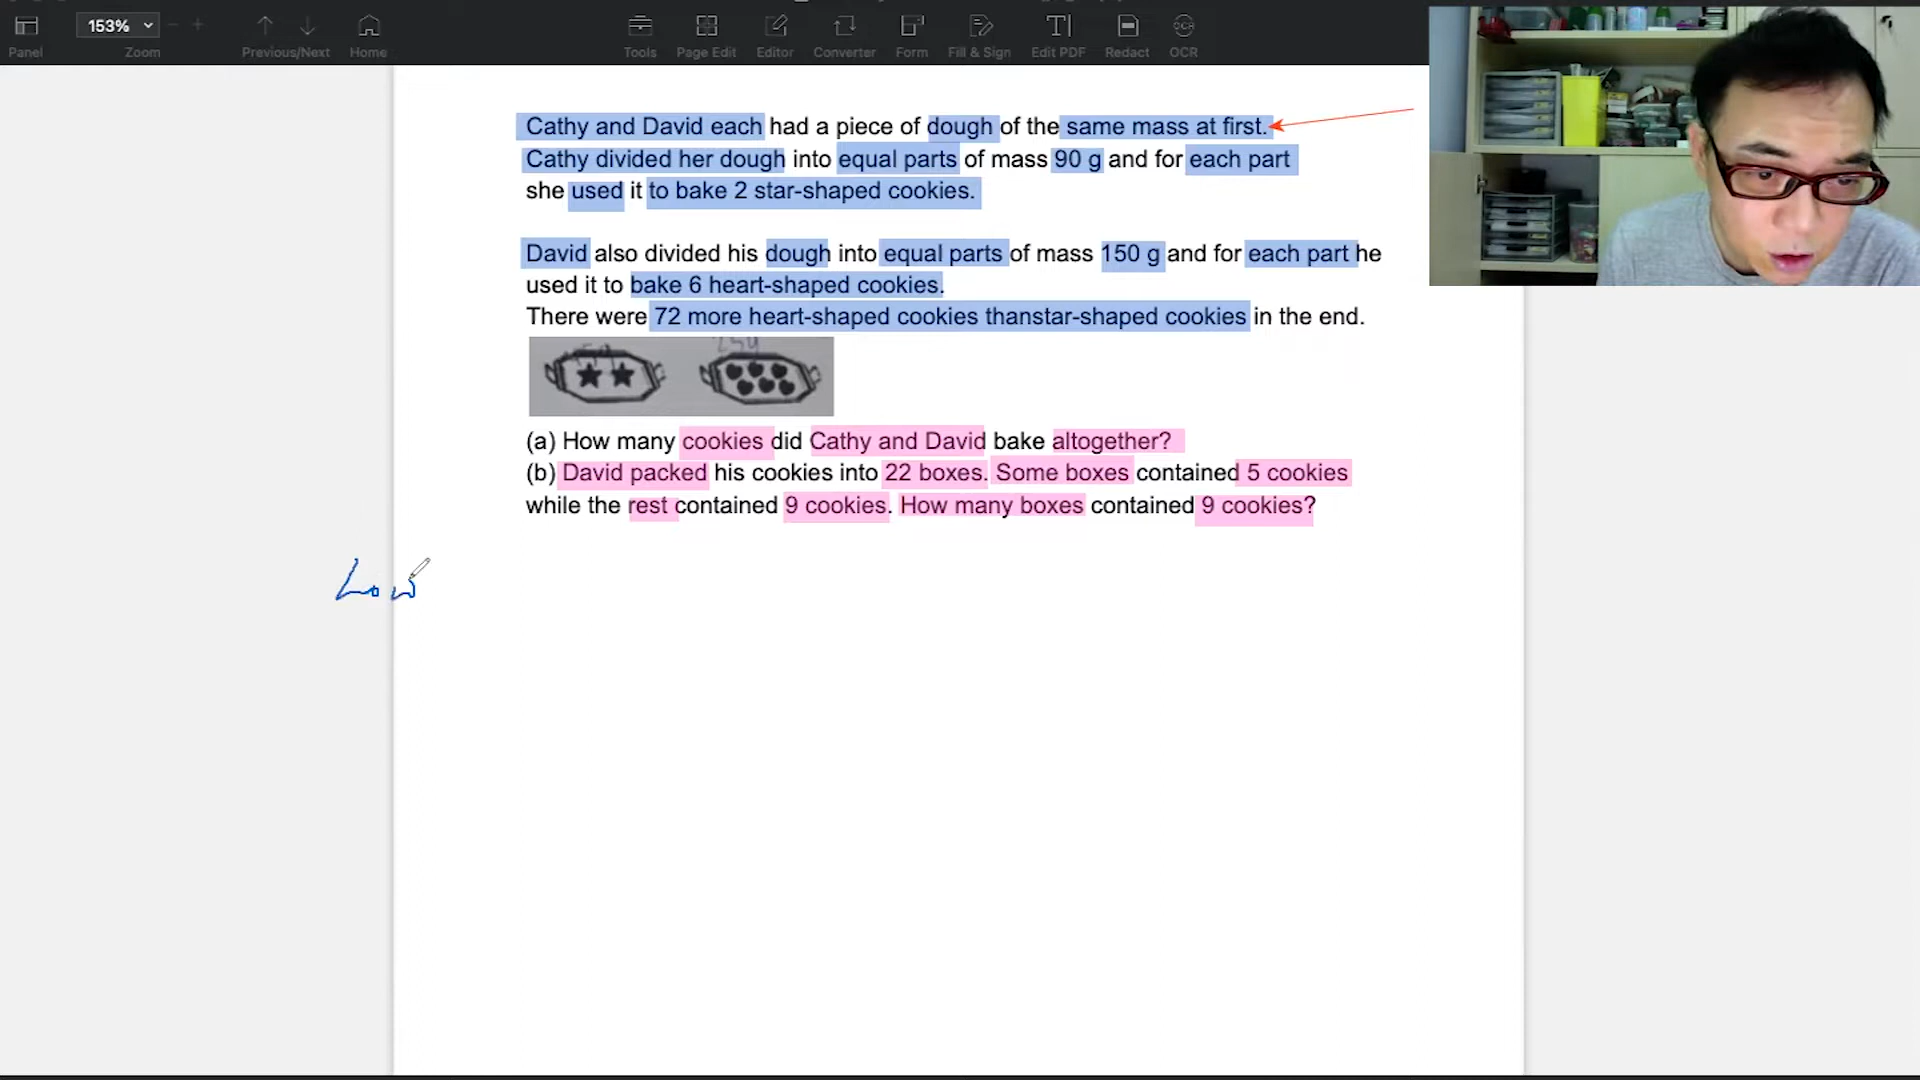 153%
Panel Zoom Previous/Next Home Tools Page Edit Editor Converter Form Fill & Sign Edit PDF Redact OCR
Cathy and David each had a piece of dough of the same mass at first.
Cathy divided her dough into equal parts of mass 90 g and for each part
she used it to bake 2 star-shaped cookies.
David also divided his dough into equal parts of mass 150 g and for each part he
used it to bake 6 heart-shaped cookies.
There were 72 more heart-shaped cookies thanstar-shaped cookies in the end.
(a) How many cookies did Cathy and David bake altogether?
(b) David packed his cookies into 22 boxes. Some boxes contained 5 cookies
while the rest contained 9 cookies. How many boxes contained 9 cookies?